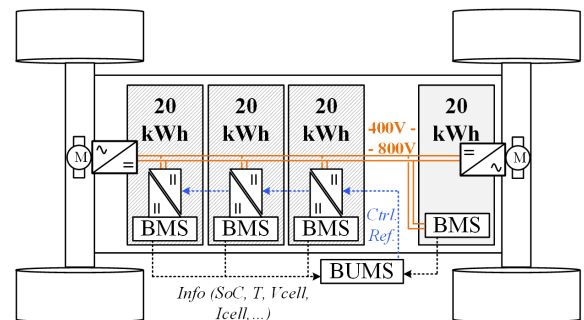 20
kWh
20
kWh
20
kWh
20
kWh
400V -
- 800V
M
M
BMS
BMS
BMS
BMS
Ctrl.
Ref.
BUMS
Info (SoC, T, Vcell,
Icell,...)